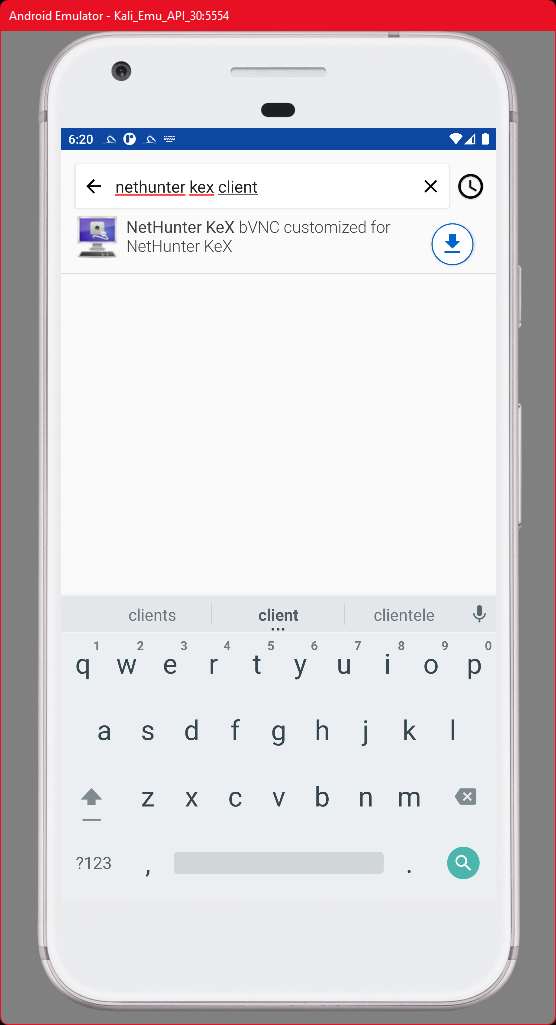 Android Emulator - Kali_Emu_API_30:5554
6:20
nethunter kex client
NetHunter KeX bVNC customized for
NetHunter KeX
clients client clientele
1 2 3 4 5 6 7 8 9 0
q w e r t y u i o p
a s d f g h j k l
z x c v b n m
?123 , .